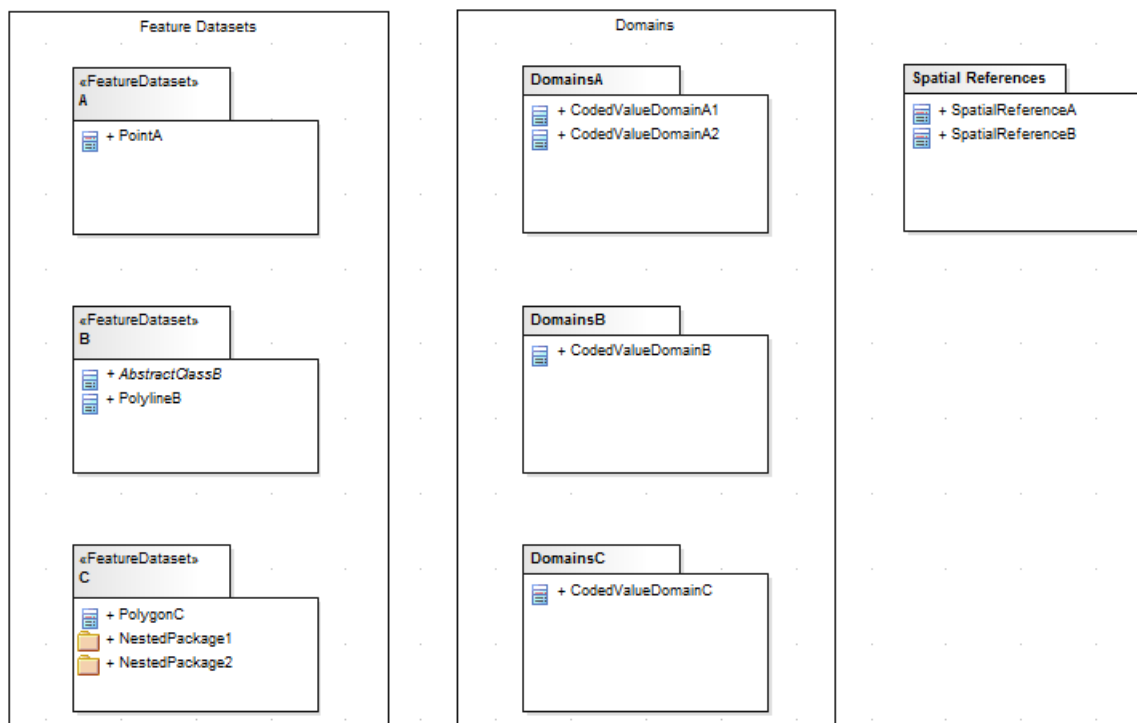 Feature Datasets
«FeatureDataset»
A
+ PointA
«FeatureDataset»
B
+ AbstractClassB
+ PolylineB
«FeatureDataset»
C
+ PolygonC
+ NestedPackage1
+ NestedPackage2
Domains
DomainsA
+ CodedValueDomainA1
+ CodedValueDomainA2
DomainsB
+ CodedValueDomainB
DomainsC
+ CodedValueDomainC
Spatial References
+ SpatialReferenceA
+ SpatialReferenceB